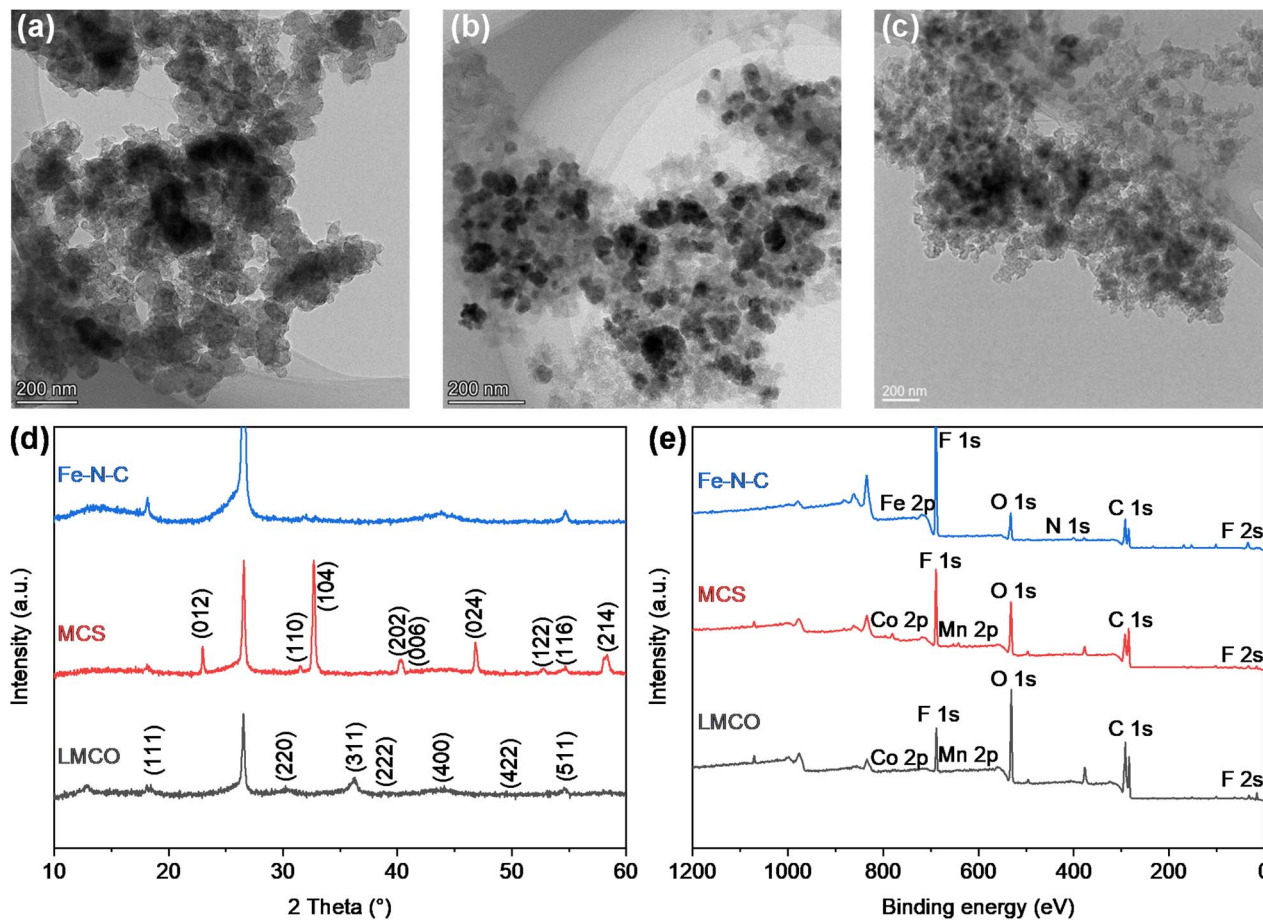 (a)
200 nm
(b)
200 nm
(c)
200 nm
(d)
Fe-N-C
MCS
(012)
(110)
(104)
(202)
(006)
(024)
(122)
(116)
(214)
LMCO
(111)
(220)
(311)
(222)
(400)
(422)
(511)
10 20 30 40 50 60
2 Theta (°)
Intensity (a.u.)
(e)
Fe-N-C
Fe 2p
F 1s
O 1s
N 1s
C 1s
F 2s
MCS
Co 2p
F 1s
Mn 2p
O 1s
C 1s
F 2s
LMCO
Co 2p
F 1s
Mn 2p
O 1s
C 1s
F 2s
1200 1000 800 600 400 200 0
Binding energy (eV)
Intensity (a.u.)